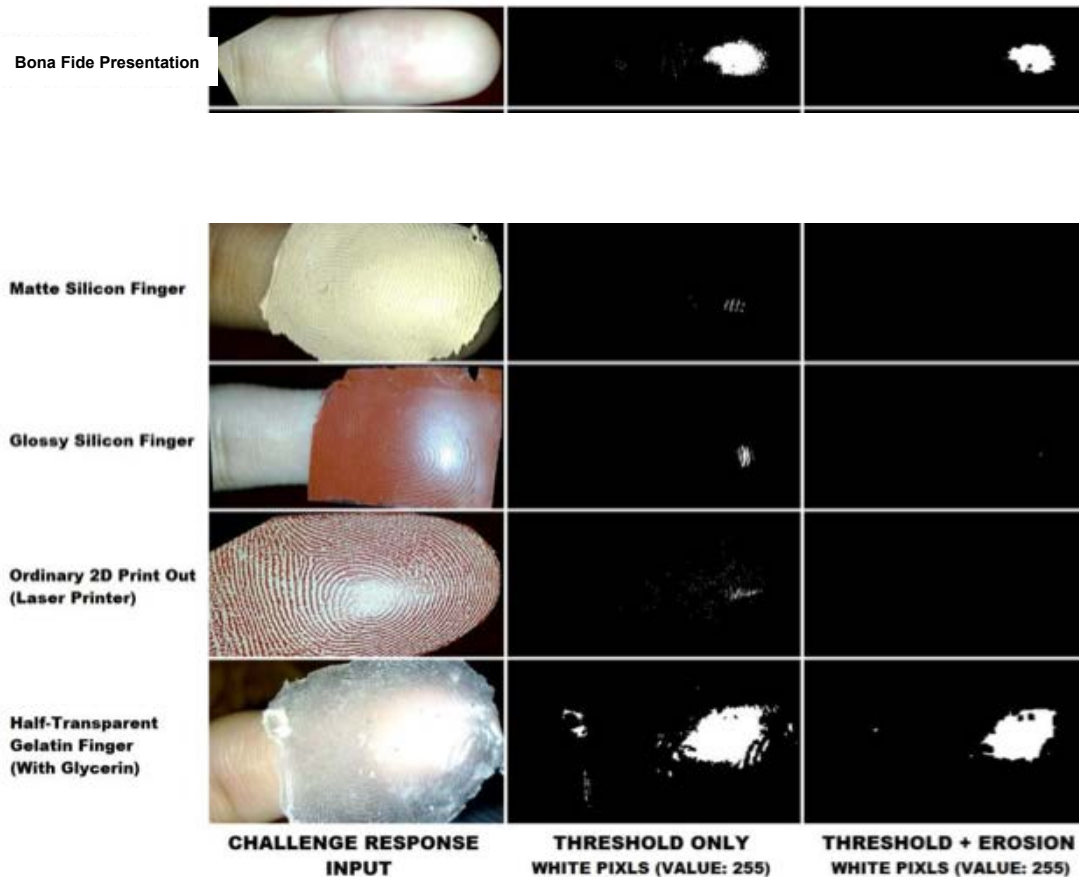 Bona Fide Presentation
Matte Silicon Finger
Glossy Silicon Finger
Ordinary 2D Print Out
(Laser Printer)
Half-Transparent
Gelatin Finger
(With Glycerin)
CHALLENGE RESPONSE
INPUT
THRESHOLD ONLY
WHITE PIXLS (VALUE: 255)
THRESHOLD + EROSION
WHITE PIXLS (VALUE: 255)